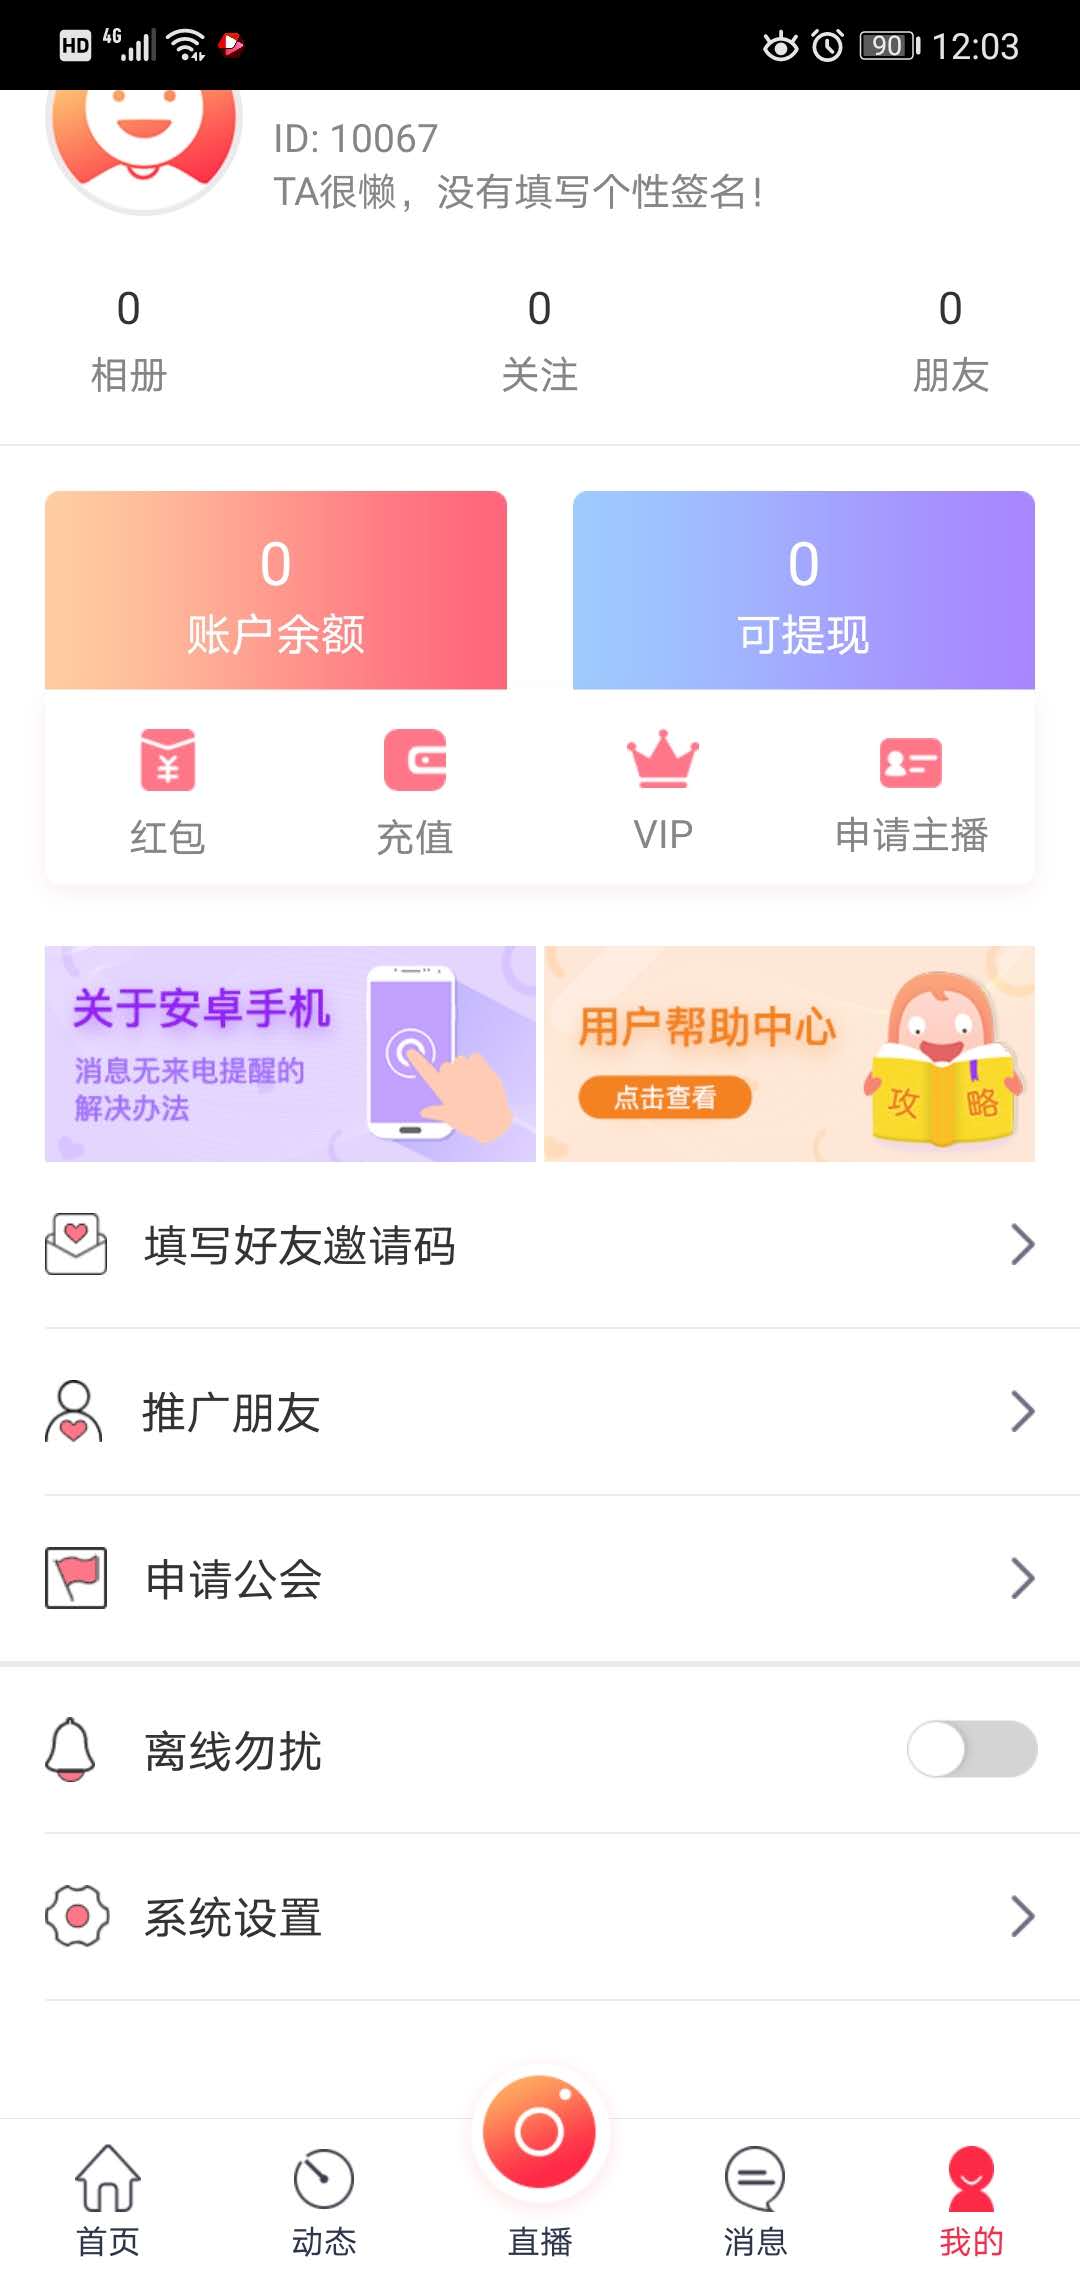 HD 4G 90 12:03
ID: 10067
TA很懒，没有填写个性签名!
0 0 0
相册 关注 朋友
0 0
账户余额 可提现
红包 充值 VIP 申请主播
关于安卓手机
消息无来电提醒的
解决办法
用户帮助中心
点击查看
攻 略
填写好友邀请码
推广朋友
申请公会
离线勿扰
系统设置
首页 动态 直播 消息 我的